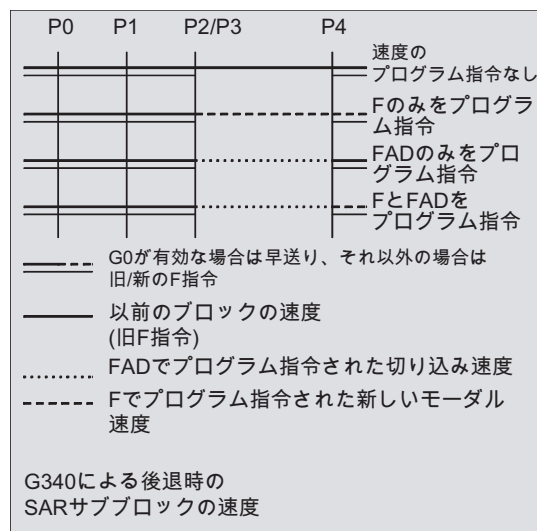 P0 P1 P2/P3 P4
速度の
プログラム指令なし
Fのみをプログラ
ム指令
FADのみをプロ
グラム指令
FとFADを
プログラム指令
G0が有効な場合は早送り、それ以外の場合は
旧/新のF指令
以前のブロックの速度
(旧F指令)
FADでプログラム指令された切り込み速度
Fでプログラム指令された新しいモーダル
速度
G340による後退時の
SARサブブロックの速度